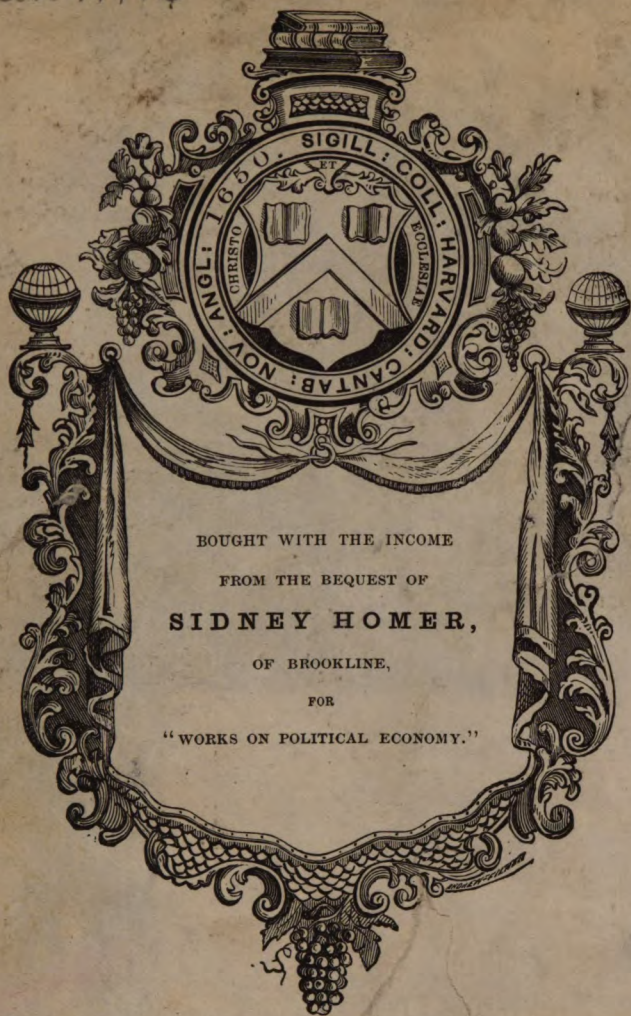 SIGILL: COLL: HARVARD: CANTAB: NOV: ANGL: 1650.
ET
CHRISTO
ECCLESIAE
BOUGHT WITH THE INCOME
FROM THE BEQUEST OF
SIDNEY HOMER,
OF BROOKLINE,
FOR
"WORKS ON POLITICAL ECONOMY."